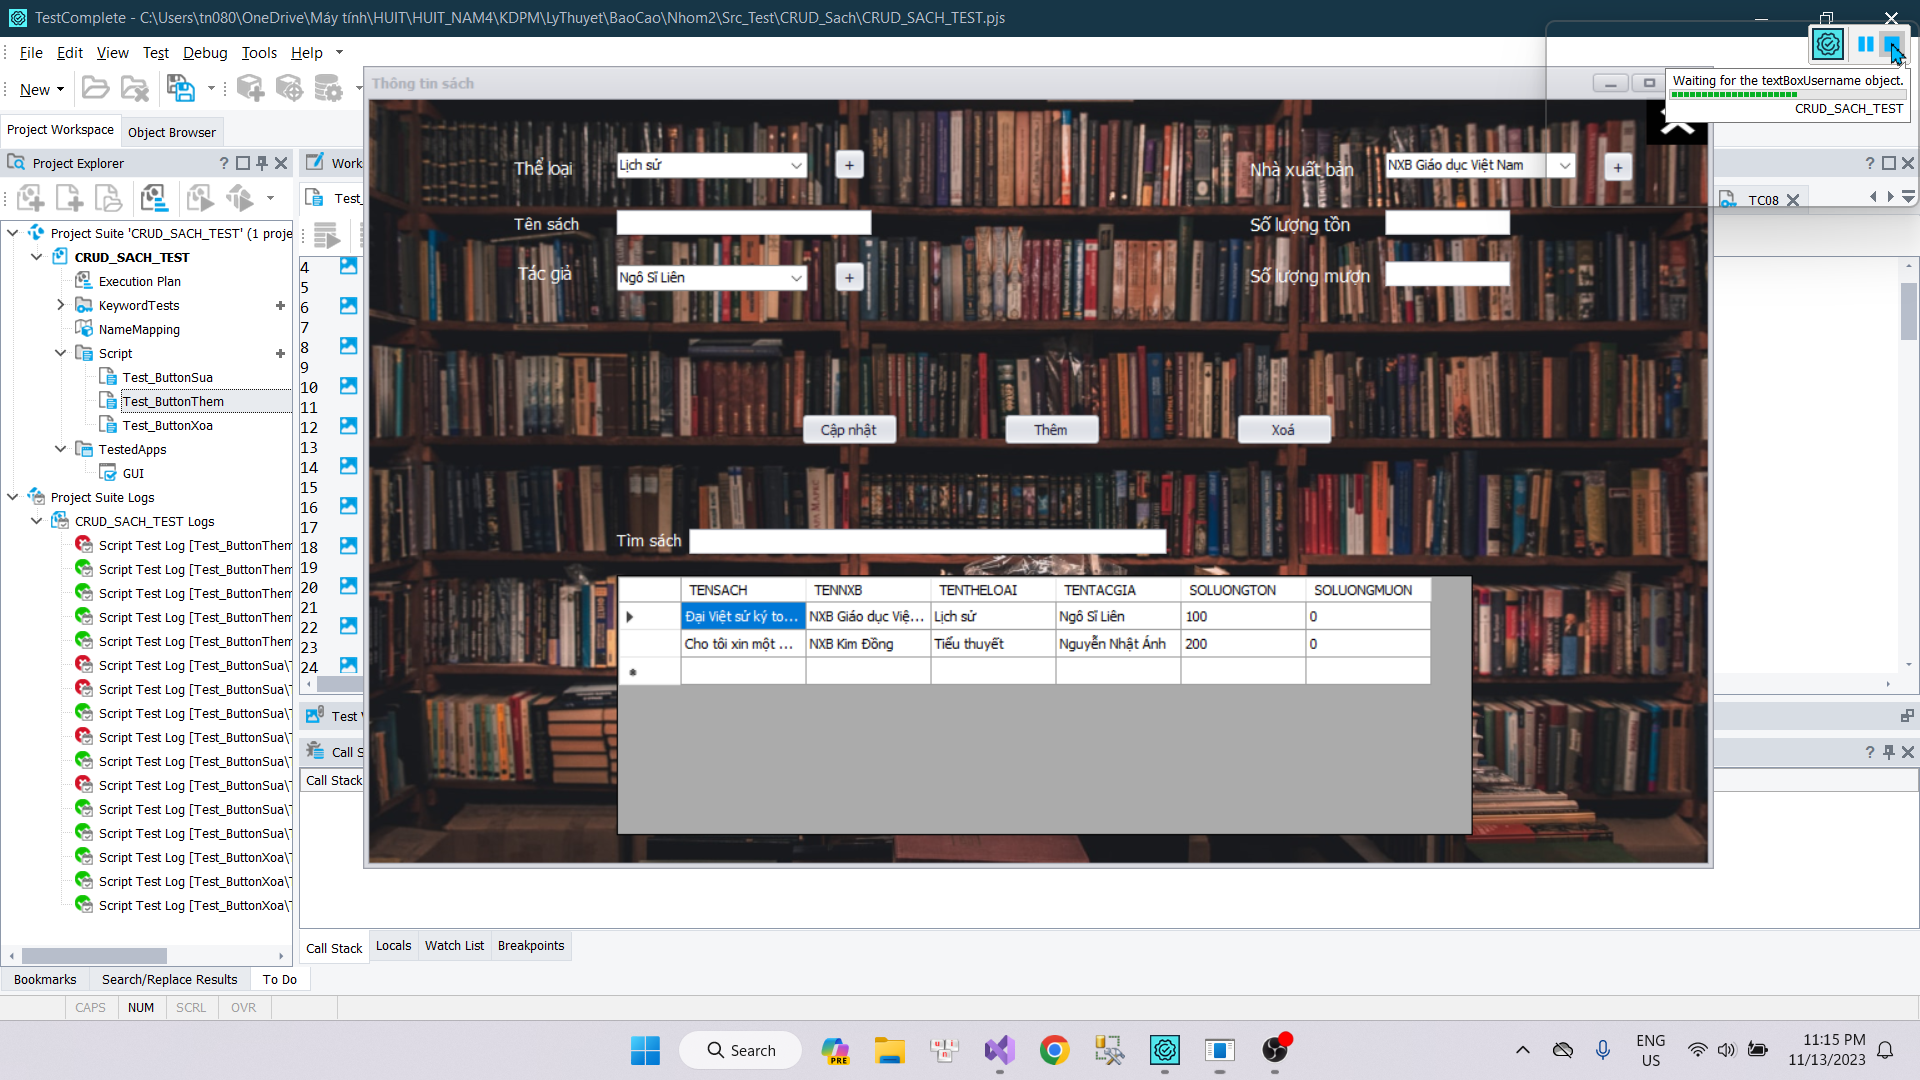 TestComplete - C:\Users\tn080\OneDrive\Máy tính\HUIT\HUIT_NAM4\KDPM\LyThuyet\BaoCao\Nhom2\Src_Test\CRUD_Sach\CRUD_SACH_TEST.pjs
File Edit View Test Debug Tools Help
New
Waiting for the textBoxUsername object.
CRUD_SACH_TEST
Project Workspace Object Browser
Project Explorer
Work
Test_
TC08
Project Suite 'CRUD_SACH_TEST' (1 proje
CRUD_SACH_TEST
Execution Plan
KeywordTests
NameMapping
Script
Test_ButtonSua
Test_ButtonThem
Test_ButtonXoa
TestedApps
GUI
Project Suite Logs
CRUD_SACH_TEST Logs
Script Test Log [Test_ButtonThem
Script Test Log [Test_ButtonThem
Script Test Log [Test_ButtonThem
Script Test Log [Test_ButtonThem
Script Test Log [Test_ButtonThem
Script Test Log [Test_ButtonSua\T
Script Test Log [Test_ButtonSua\T
Script Test Log [Test_ButtonSua\T
Script Test Log [Test_ButtonSua\T
Script Test Log [Test_ButtonSua\T
Script Test Log [Test_ButtonSua\T
Script Test Log [Test_ButtonSua\T
Script Test Log [Test_ButtonSua\T
Script Test Log [Test_ButtonXoa\T
Script Test Log [Test_ButtonXoa\T
Script Test Log [Test_ButtonXoa\T
4
5
6
7
8
9
10
11
12
13
14
15
16
17
18
19
20
21
22
23
24
Test V
Call S
Call Stack
Thông tin sách
Thể loại Lịch sử + Nhà xuất bản NXB Giáo dục Việt Nam +
Tên sách Số lượng tồn
Tác giả Ngô Sĩ Liên + Số lượng mượn
Cập nhật Thêm Xoá
Tìm sách
TENSACH TENNXB TENTHELOAI TENTACGIA SOLUONGTON SOLUONGMUON
Đại Việt sử ký to... NXB Giáo dục Việ... Lịch sử Ngô Sĩ Liên 100 0
Cho tôi xin một ... NXB Kim Đồng Tiểu thuyết Nguyễn Nhật Ánh 200 0
Call Stack Locals Watch List Breakpoints
Bookmarks Search/Replace Results To Do
CAPS NUM SCRL OVR
Search
PRE
ENG
US
11:15 PM
11/13/2023